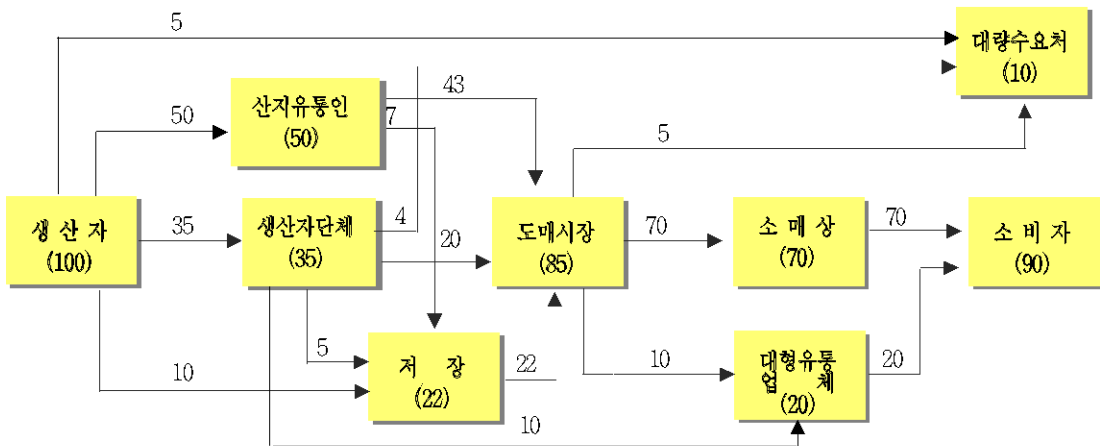 5
대량수요처
(10)
43
산지유통인
(50)
50
7
5
생 산 자
(100)
35
생산자단체
(35)
4
20
도매시장
(85)
70
소 매 상
(70)
70
소 비 자
(90)
10
5
저 장
(22)
22
10
대형유통
업 체
(20)
20
10